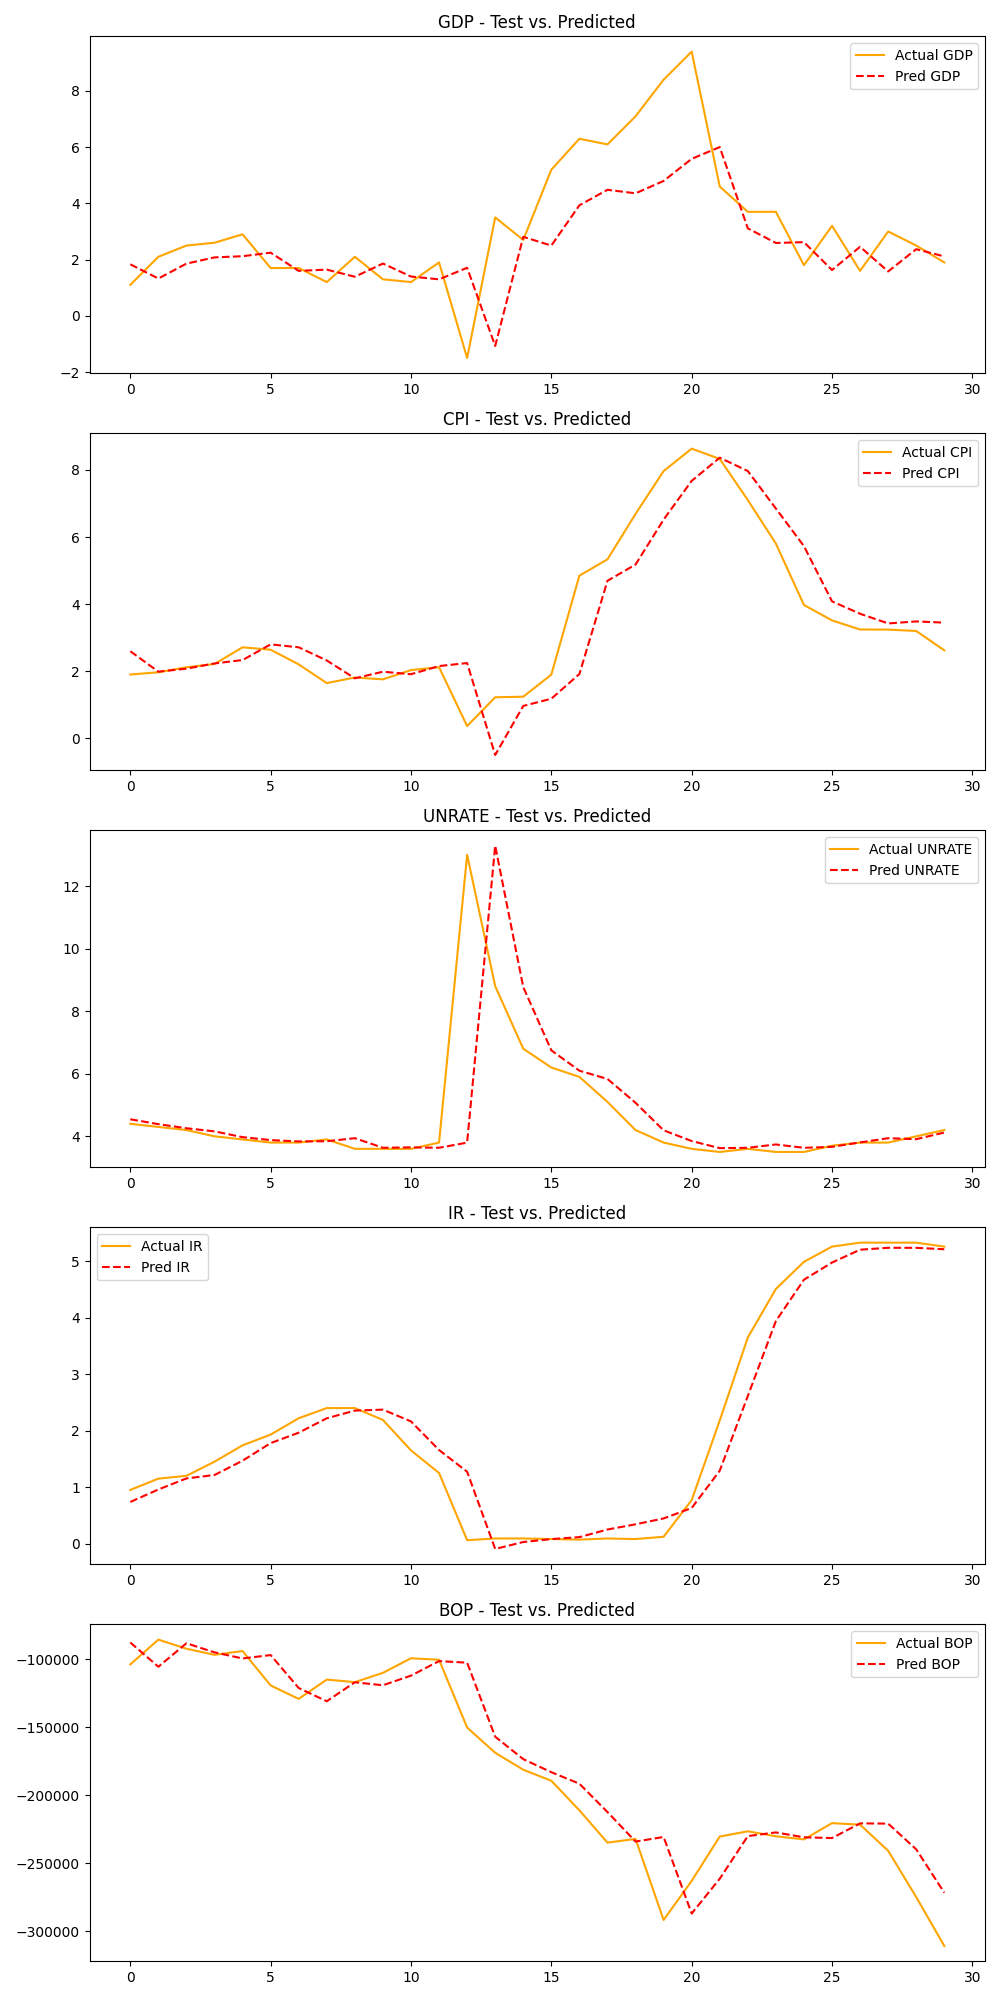 GDP - Test vs. Predicted
Actual GDP
Pred GDP
8
6
4
2
0
−2
0 5 10 15 20 25 30
CPI - Test vs. Predicted
Actual CPI
Pred CPI
8
6
4
2
0
0 5 10 15 20 25 30
UNRATE - Test vs. Predicted
Actual UNRATE
Pred UNRATE
12
10
8
6
4
0 5 10 15 20 25 30
IR - Test vs. Predicted
Actual IR
Pred IR
5
4
3
2
1
0
0 5 10 15 20 25 30
BOP - Test vs. Predicted
Actual BOP
Pred BOP
−100000
−150000
−200000
−250000
−300000
0 5 10 15 20 25 30